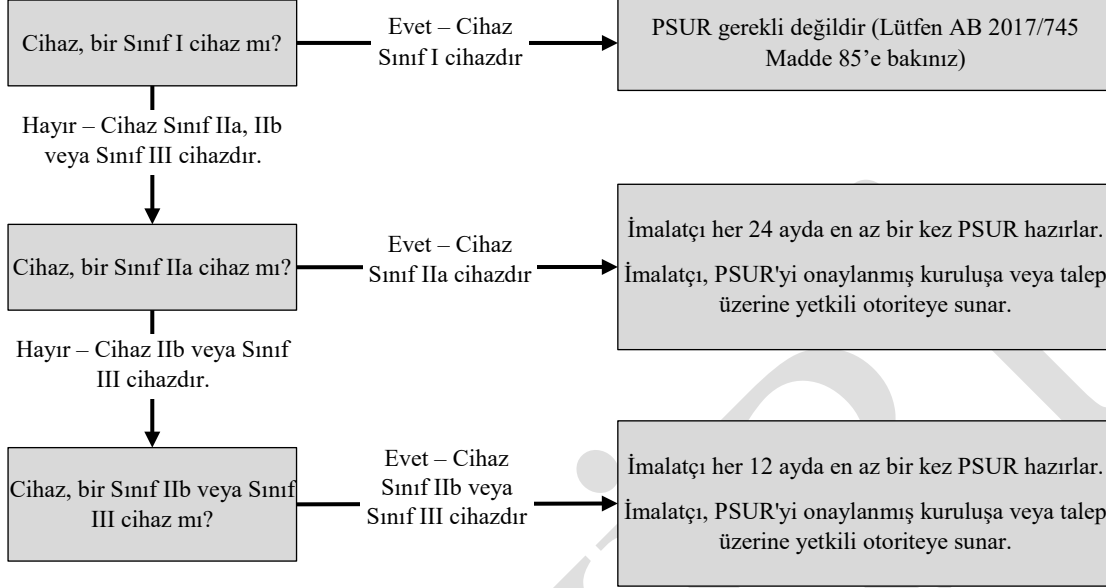 Cihaz, bir Sınıf I cihaz mı?
Evet – Cihaz
Sınıf I cihazdır
PSUR gerekli değildir (Lütfen AB 2017/745
Madde 85’e bakınız)
Hayır – Cihaz Sınıf IIa, IIb
veya Sınıf III cihazdır.
Cihaz, bir Sınıf IIa cihaz mı?
Evet – Cihaz
Sınıf IIa cihazdır
İmalatçı her 24 ayda en az bir kez PSUR hazırlar.
İmalatçı, PSUR'yi onaylanmış kuruluşa veya talep
üzerine yetkili otoriteye sunar.
Hayır – Cihaz IIb veya Sınıf
III cihazdır.
Cihaz, bir Sınıf IIb veya Sınıf
III cihaz mı?
Evet – Cihaz
Sınıf IIb veya
Sınıf III cihazdır
İmalatçı her 12 ayda en az bir kez PSUR hazırlar.
İmalatçı, PSUR'yi onaylanmış kuruluşa veya talep
üzerine yetkili otoriteye sunar.